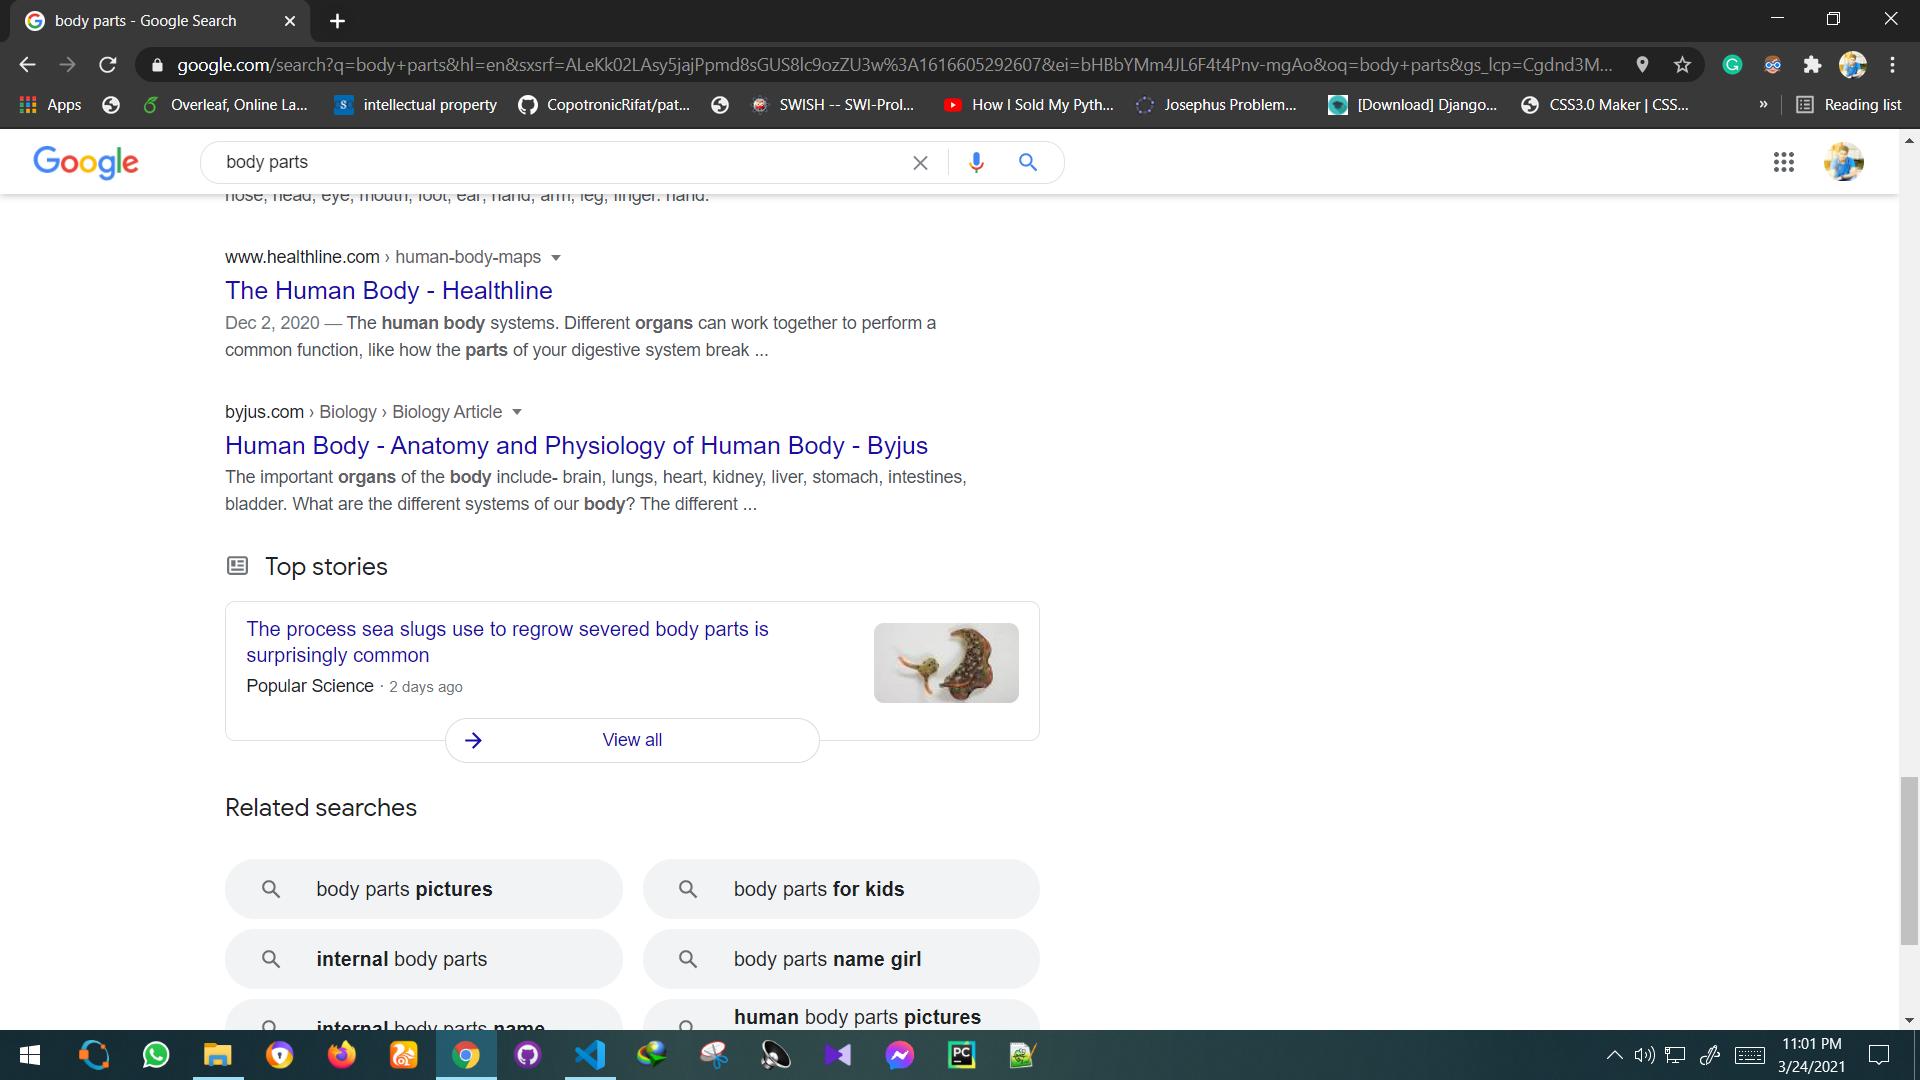 body parts - Google Search
google.com/search?q=body+parts&hl=en&sxsrf=ALeKk02LAsy5jajPpmd8sGUS8lc9ozZU3w%3A1616605292607&ei=bHBbYMm4JL6F4t4Pnv-mgAo&oq=body+parts&gs_lcp=Cgdnd3M...
Apps Overleaf, Online La... intellectual property CopotronicRifat/pat... SWISH -- SWI-Prol... How I Sold My Pyth... Josephus Problem... [Download] Django... CSS3.0 Maker | CSS... » Reading list
Google body parts
nose, head, eye, mouth, foot, ear, hand, arm, leg, finger. hand.
www.healthline.com › human-body-maps
The Human Body - Healthline
Dec 2, 2020 — The human body systems. Different organs can work together to perform a
common function, like how the parts of your digestive system break ...
byjus.com › Biology › Biology Article
Human Body - Anatomy and Physiology of Human Body - Byjus
The important organs of the body include- brain, lungs, heart, kidney, liver, stomach, intestines,
bladder. What are the different systems of our body? The different ...
Top stories
The process sea slugs use to regrow severed body parts is
surprisingly common
Popular Science · 2 days ago
View all
Related searches
body parts pictures
body parts for kids
internal body parts
body parts name girl
internal body parts name
human body parts pictures
11:01 PM
3/24/2021